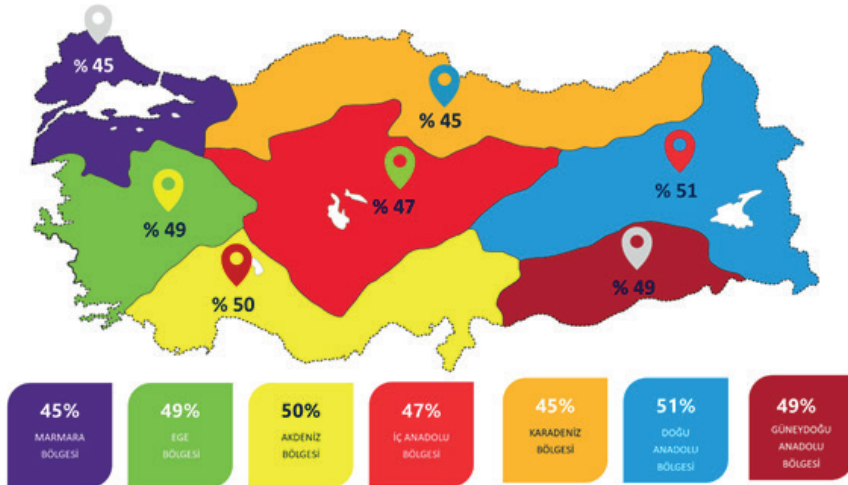 % 45
% 45
% 47
% 51
% 49
% 50
% 49
45%
MARMARA
BÖLGESİ
49%
EGE
BÖLGESİ
50%
AKDENİZ
BÖLGESİ
47%
İÇ ANADOLU
BÖLGESİ
45%
KARADENİZ
BÖLGESİ
51%
DOĞU
ANADOLU
BÖLGESİ
49%
GÜNEYDOĞU
ANADOLU
BÖLGESİ